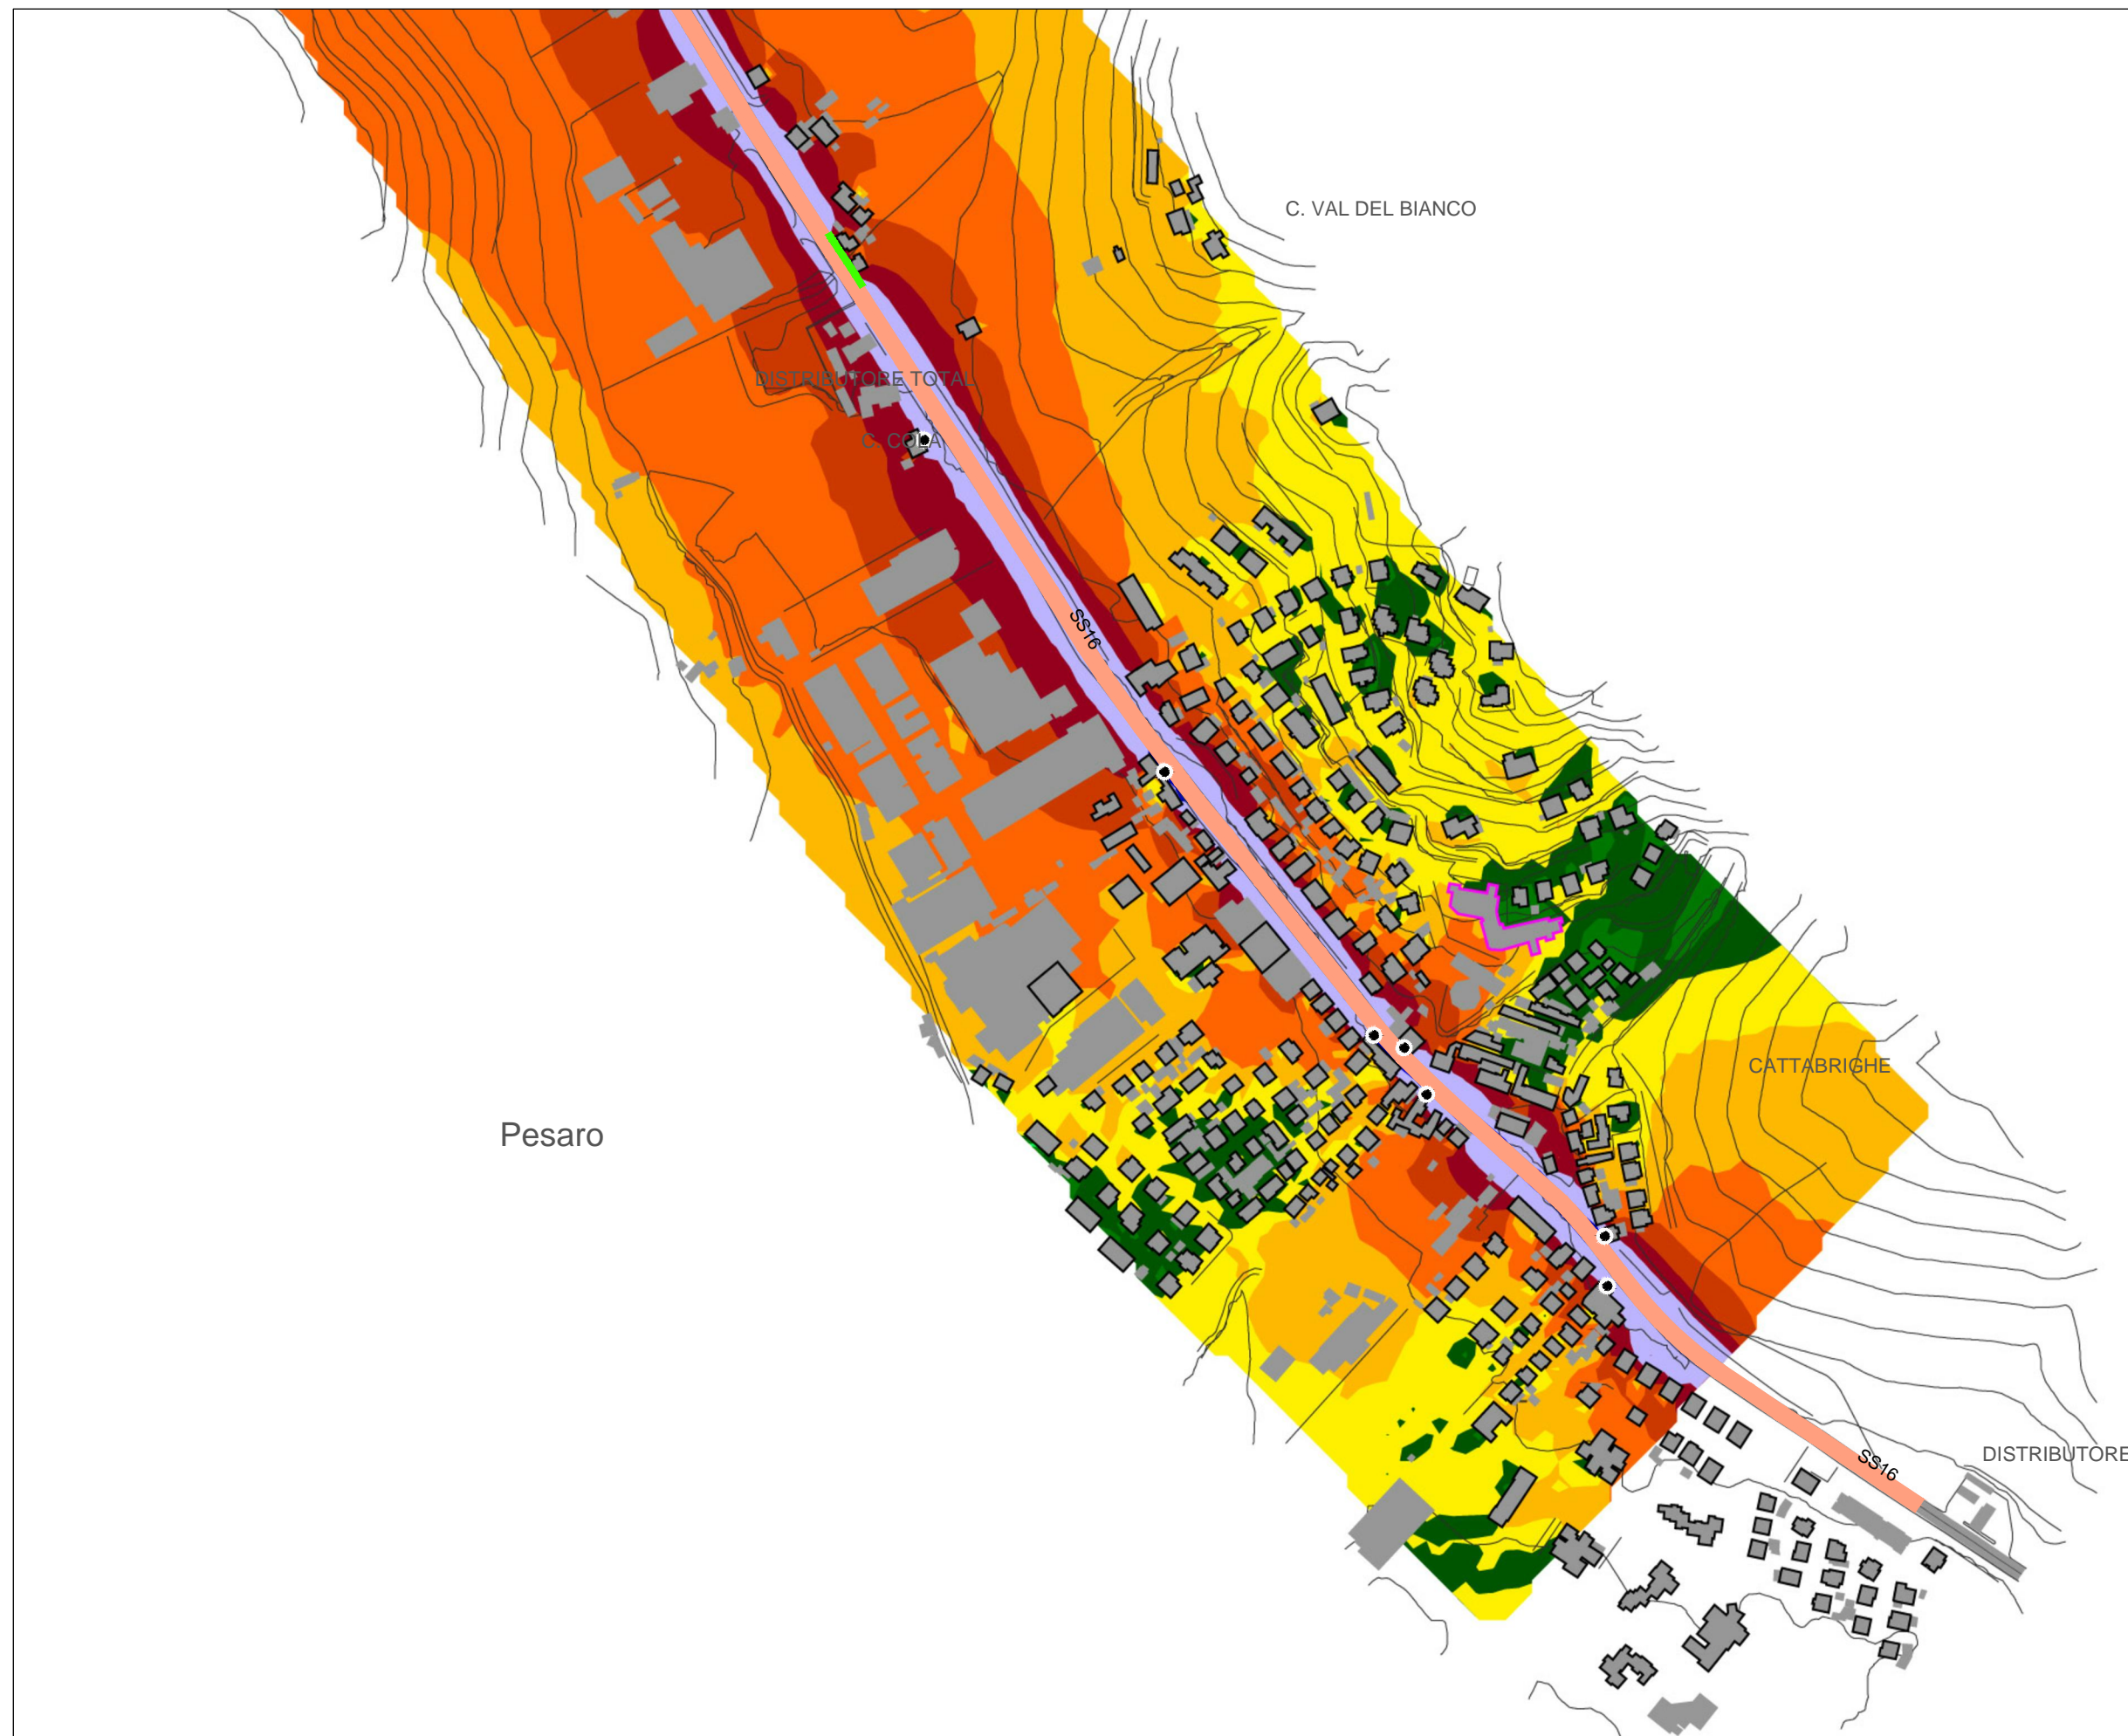 C. VAL DEL BIANCO
DISTRIBUTORE TOTAL
C. COLA
SS16
CATTABRIGHE
Pesaro
DISTRIBUTORE
SS16